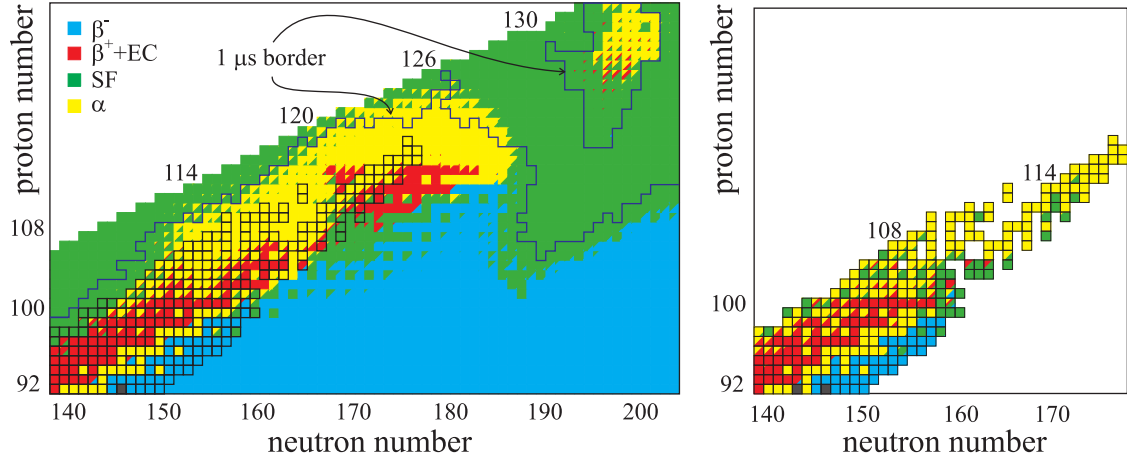 proton number
β⁻
β⁺+EC
SF
α
1 μs border
130
126
120
114
108
100
92
140 150 160 170 180 190 200
neutron number
proton number
114
108
100
92
140 150 160 170
neutron number